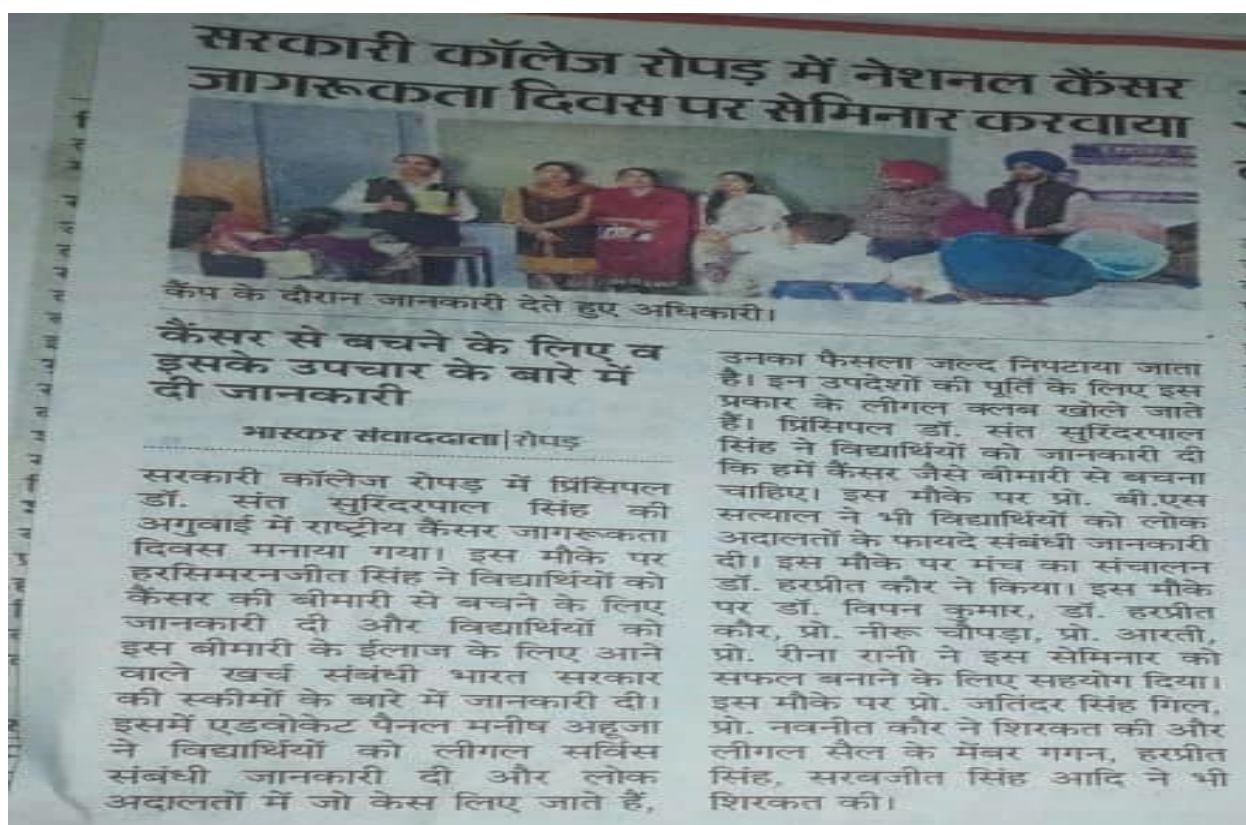 सरकारी कॉलेज रोपड़ में नेशनल कैंसर
जागरूकता दिवस पर सेमिनार करवाया
कैंप के दौरान जानकारी देते हुए अधिकारी।
कैंसर से बचने के लिए व
इसके उपचार के बारे में
दी जानकारी
भास्कर संवाददाता|रोपड़
सरकारी कॉलेज रोपड़ में प्रिंसिपल
डॉ. संत सुरिंदरपाल सिंह की
अगुवाई में राष्ट्रीय कैंसर जागरूकता
दिवस मनाया गया। इस मौके पर
हरसिमरनजीत सिंह ने विद्यार्थियों को
कैंसर की बीमारी से बचने के लिए
जानकारी दी और विद्यार्थियों को
इस बीमारी के ईलाज के लिए आने
वाले खर्च संबंधी भारत सरकार
की स्कीमों के बारे में जानकारी दी।
इसमें एडवोकेट पैनल मनीष अहूजा
ने विद्यार्थियों को लीगल सर्विस
संबंधी जानकारी दी और लोक
अदालतों में जो केस लिए जाते हैं,
उनका फैसला जल्द निपटाया जाता
है। इन उपदेशों की पूर्ति के लिए इस
प्रकार के लीगल क्लब खोले जाते
हैं। प्रिंसिपल डॉ. संत सुरिंदरपाल
सिंह ने विद्यार्थियों को जानकारी दी
कि हमें कैंसर जैसे बीमारी से बचना
चाहिए। इस मौके पर प्रो. बी.एस
सत्याल ने भी विद्यार्थियों को लोक
अदालतों के फायदे संबंधी जानकारी
दी। इस मौके पर मंच का संचालन
डॉ. हरप्रीत कौर ने किया। इस मौके
पर डॉ. विपन कुमार, डॉ. हरप्रीत
कौर, प्रो. नीरू चौपड़ा, प्रो. आरती,
प्रो. रीना रानी ने इस सेमिनार को
सफल बनाने के लिए सहयोग दिया।
इस मौके पर प्रो. जतिंदर सिंह गिल,
प्रो. नवनीत कौर ने शिरकत की और
लीगल सैल के मेंबर गगन, हरप्रीत
सिंह, सरबजीत सिंह आदि ने भी
शिरकत की।